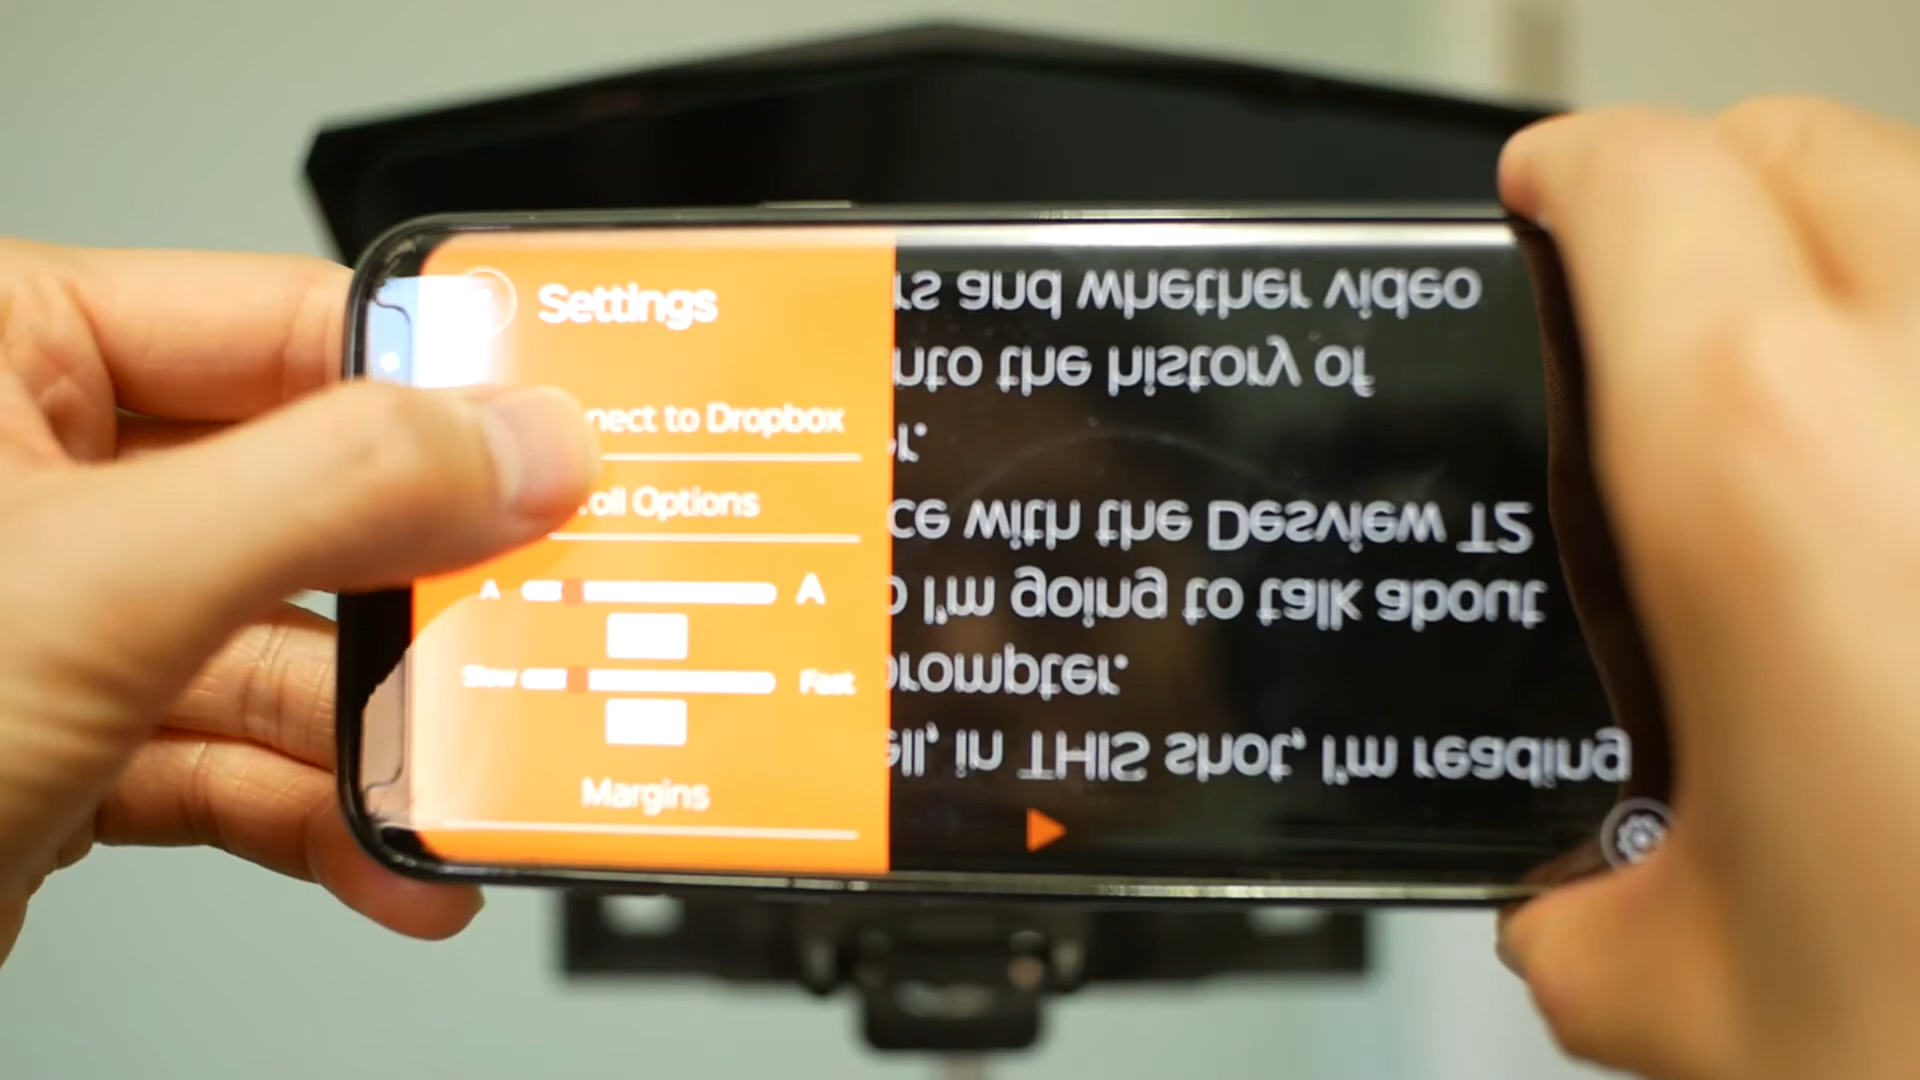 Settings
nect to Dropbox
oll Options
A A
Slow Fast
Margins
ll, in THIS shot, I'm reading
rompter.
I'm going to talk about
ce with the Desview T2
r.
nto the history of
rs and whether video